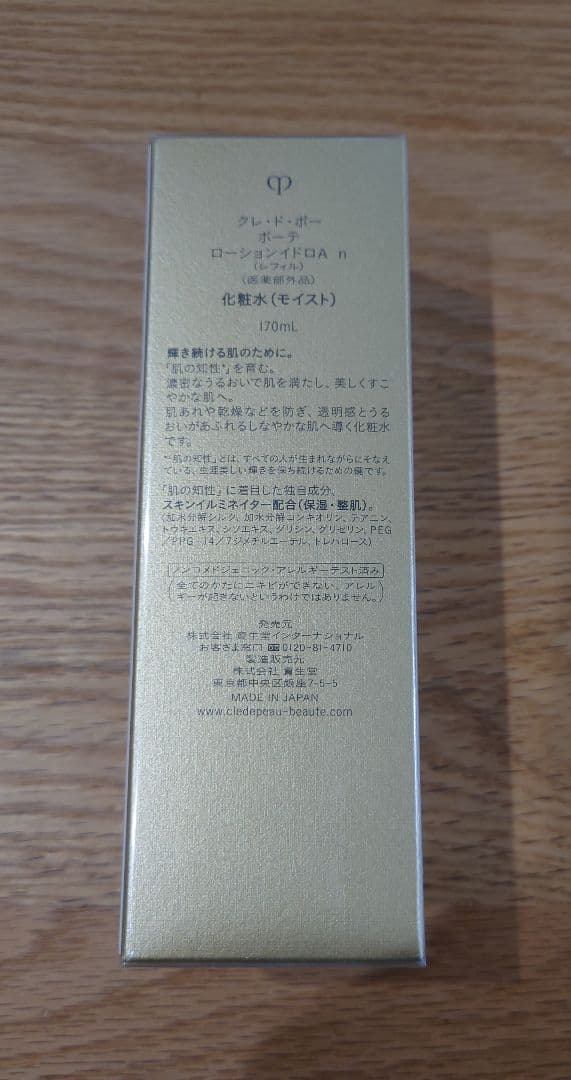 クレ・ド・ポー
ボーテ
ローションイドロA n
(レフィル)
(医薬部外品)
化粧水(モイスト)
170mL
輝き続ける肌のために。
「肌の知性*」を育む。
濃密なうるおいで肌を満たし、美しくすこ
やかな肌へ。
肌あれや乾燥などを防ぎ、透明感とうる
おいがあふれるしなやかな肌へ導く化粧水
です。
*「肌の知性」とは、すべての人が生まれながらにそなえ
ている、生涯美しい輝きを保ち続けるための鍵です。
「肌の知性」に着目した独自成分、
スキンイルミネイター配合(保湿・整肌)。
(加水分解シルク、加水分解コンキオリン、テアニン、
トウキエキス、シソエキス、グリシン、グリセリン、PEG
/PPG-14/7ジメチルエーテル、トレハロース)
ノンコメドジェニック・アレルギーテスト済み
(全てのかたにニキビができない、アレル
ギーが起きないというわけではありません。)
発売元
株式会社 資生堂インターナショナル
お客さま窓口 0120-81-4710
製造販売元
株式会社 資生堂
東京都中央区銀座7-5-5
MADE IN JAPAN
www.cledepeau-beaute.com